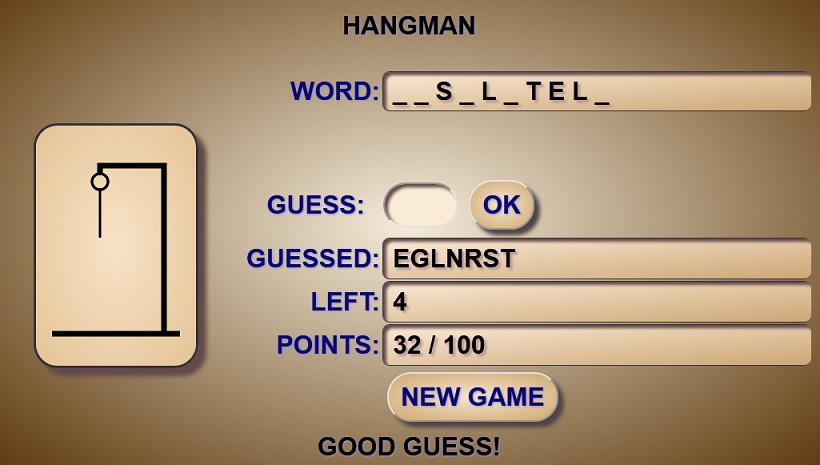 HANGMAN
WORD: _ _ S _ L _ T E L _
GUESS: OK
GUESSED: EGLNRST
LEFT: 4
POINTS: 32 / 100
NEW GAME
GOOD GUESS!